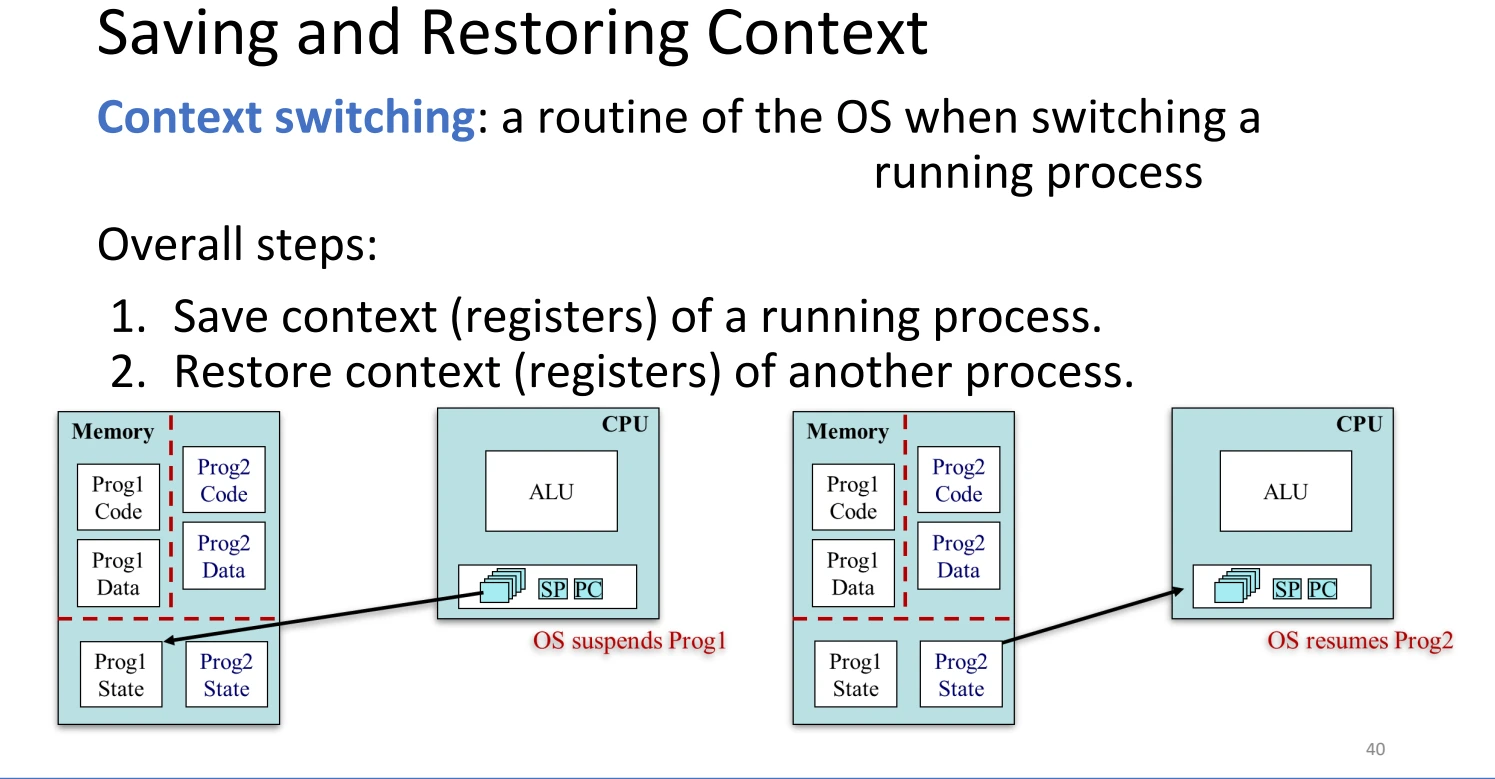 Saving and Restoring Context
Context switching: a routine of the OS when switching a
running process
Overall steps:
1. Save context (registers) of a running process.
2. Restore context (registers) of another process.
Memory
Prog1
Code
Prog2
Code
Prog1
Data
Prog2
Data
Prog1
State
Prog2
State
CPU
ALU
SP PC
OS suspends Prog1
Memory
Prog1
Code
Prog2
Code
Prog1
Data
Prog2
Data
Prog1
State
Prog2
State
CPU
ALU
SP PC
OS resumes Prog2
40